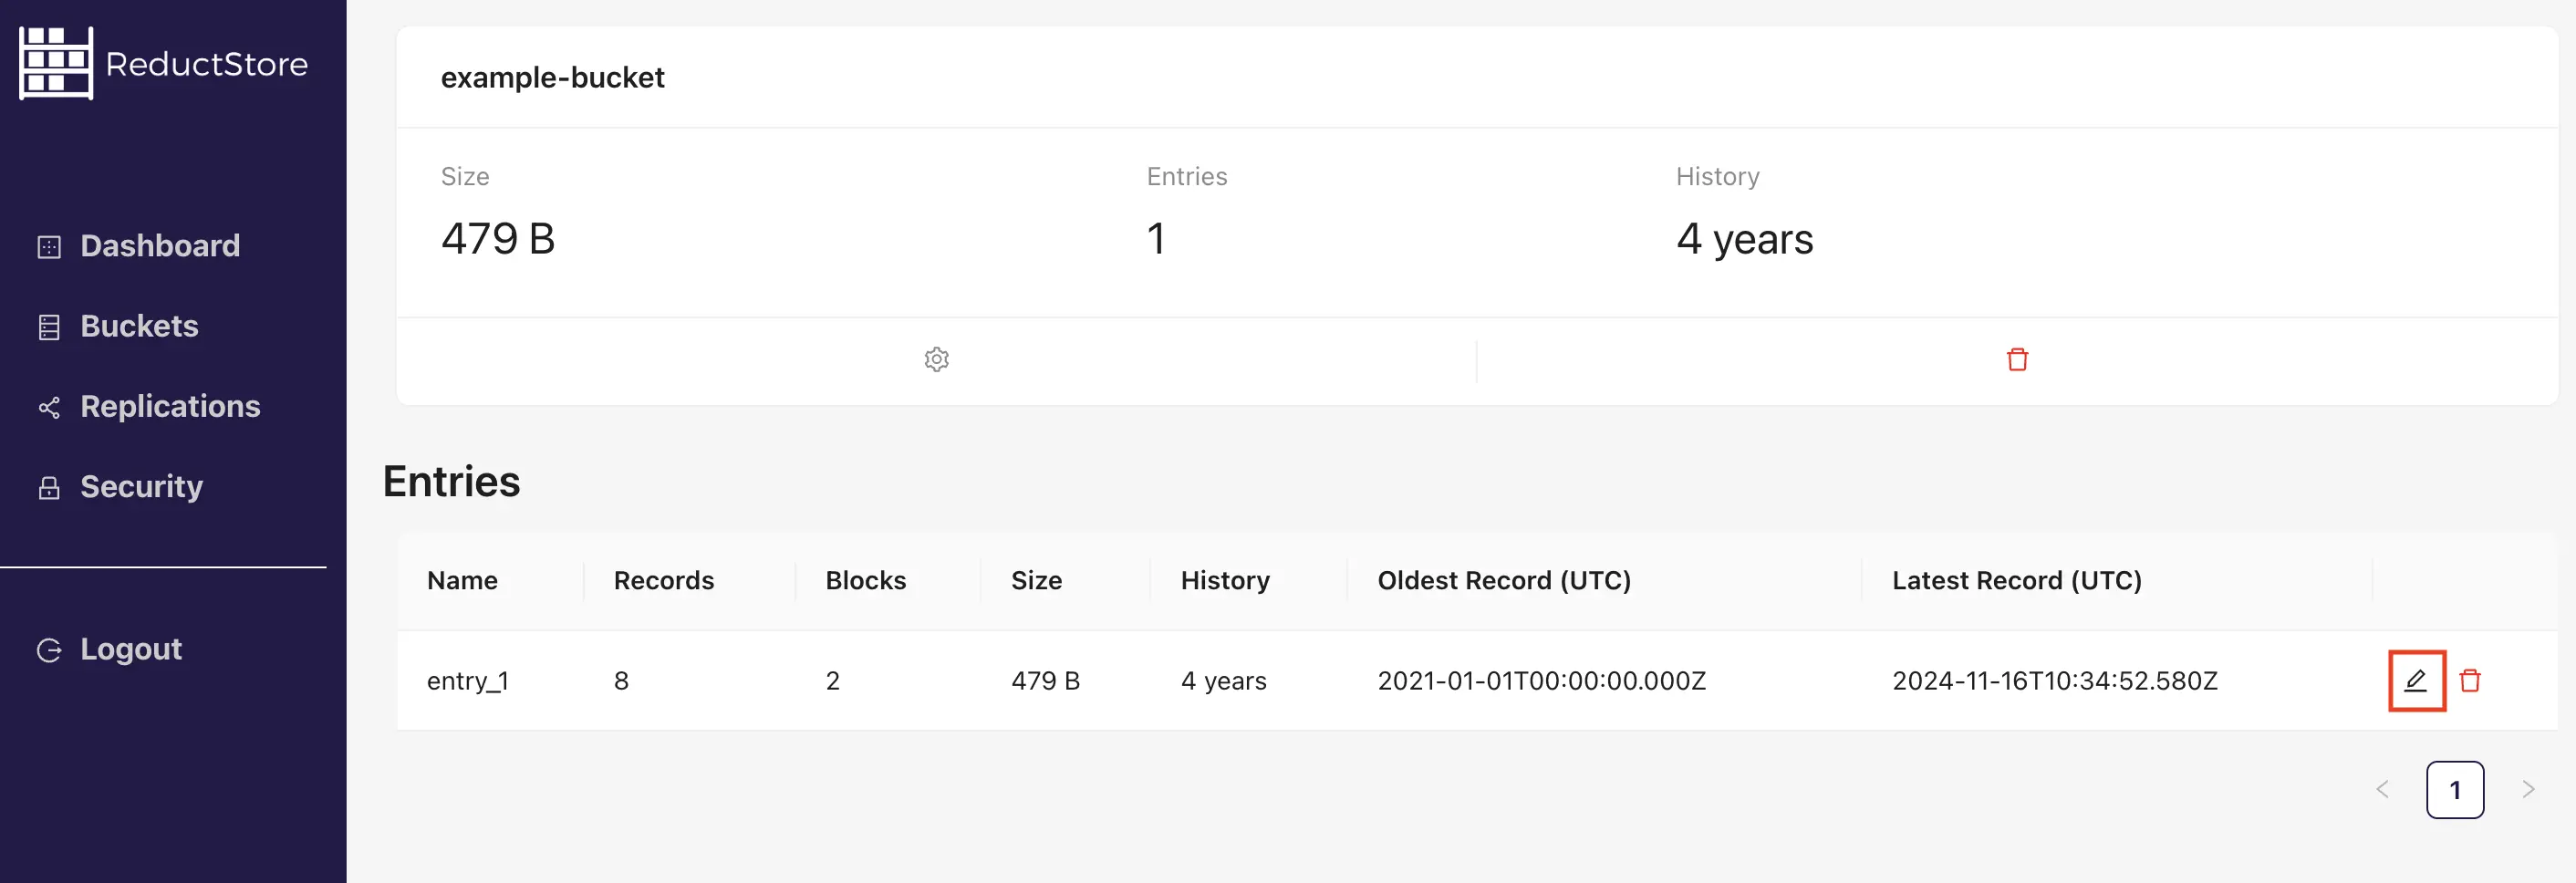 ReductStore
Dashboard
Buckets
Replications
Security
Logout
example-bucket
Size Entries History
479 B 1 4 years
Entries
Name Records Blocks Size History Oldest Record (UTC) Latest Record (UTC)
entry_1 8 2 479 B 4 years 2021-01-01T00:00:00.000Z 2024-11-16T10:34:52.580Z
1